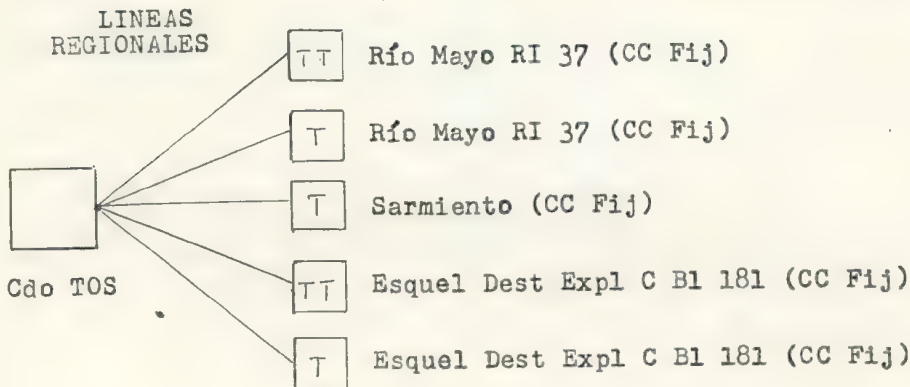 LINEAS
REGIONALES
TT Río Mayo RI 37 (CC Fij)
T Río Mayo RI 37 (CC Fij)
T Sarmiento (CC Fij)
Cdo TOS
TT Esquel Dest Expl C Bl 181 (CC Fij)
T Esquel Dest Expl C Bl 181 (CC Fij)